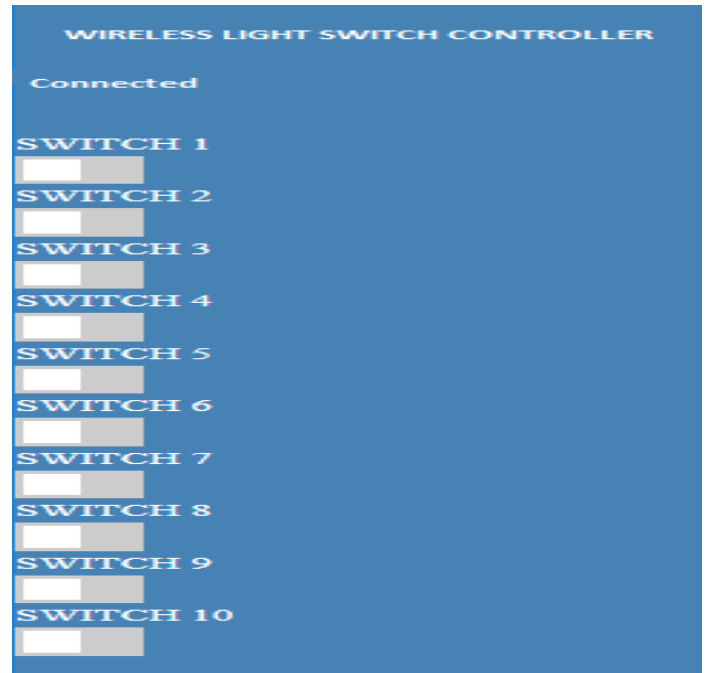 WIRELESS LIGHT SWITCH CONTROLLER
Connected
SWITCH 1
SWITCH 2
SWITCH 3
SWITCH 4
SWITCH 5
SWITCH 6
SWITCH 7
SWITCH 8
SWITCH 9
SWITCH 10